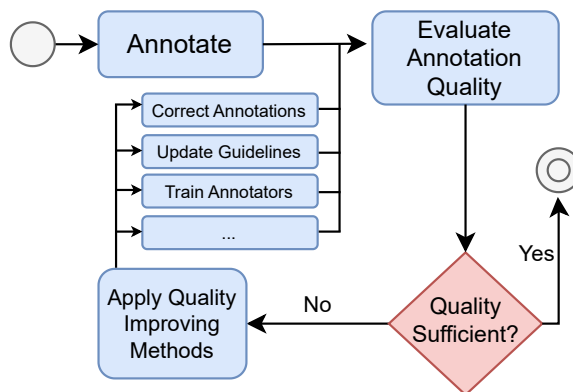 Annotate
Evaluate
Annotation
Quality
Correct Annotations
Update Guidelines
Train Annotators
...
Apply Quality
Improving
Methods
No
Quality
Sufficient?
Yes